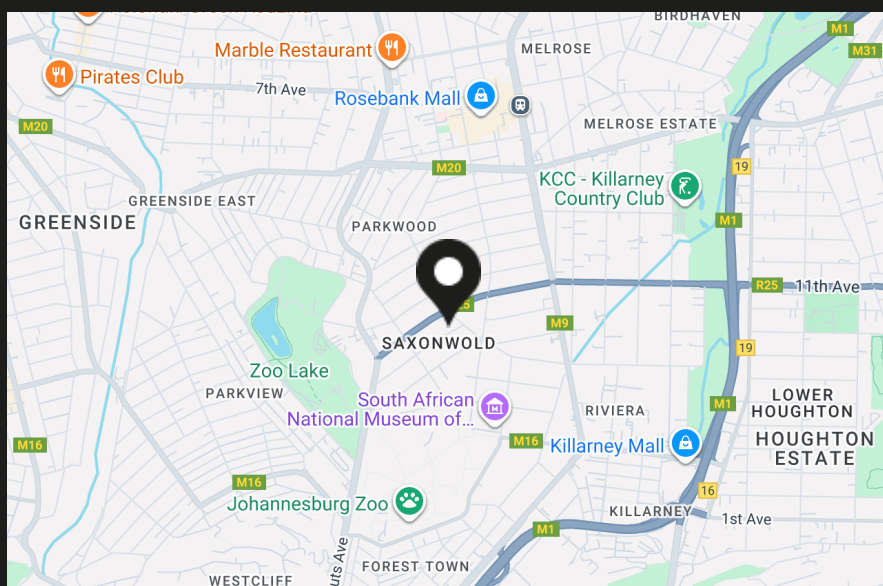 BIRDHAVEN
M1
Marble Restaurant
MELROSE
M31
Pirates Club
7th Ave
Rosebank Mall
M20
MELROSE ESTATE
M20
19
KCC - Killarney
Country Club
GREENSIDE EAST
GREENSIDE
PARKWOOD
M1
R25
11th Ave
M9
SAXONWOLD
19
Zoo Lake
PARKVIEW
South African
National Museum of...
RIVIERA
M1
LOWER
HOUGHTON
HOUGHTON
ESTATE
M16
M16
Killarney Mall
M16
Johannesburg Zoo
16
KILLARNEY
1st Ave
M1
FOREST TOWN
WESTCLIFF